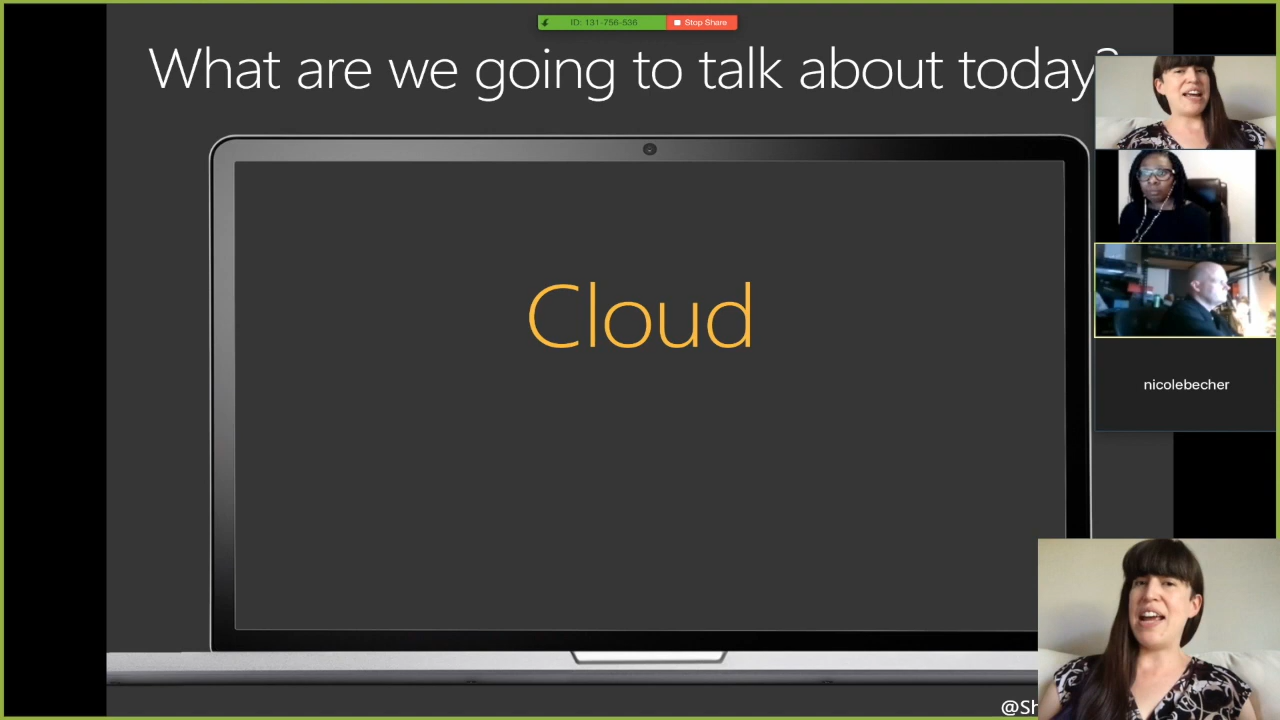 ID: 131-756-536
Stop Share
What are we going to talk about today?
Cloud
nicolebecher
@Sh